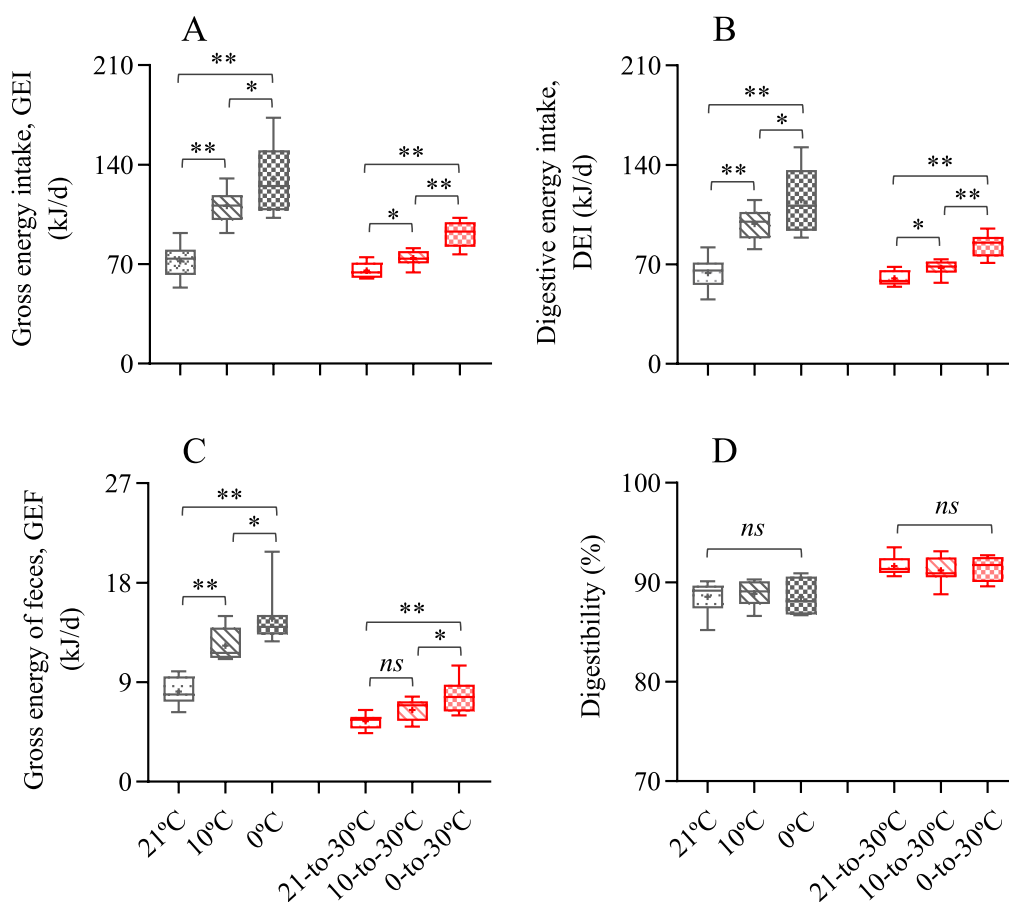 A
Gross energy intake, GEI
(kJ/d)
210
140
70
0
**
*
**
**
**
*
B
Digestive energy intake,
DEI (kJ/d)
210
140
70
0
**
*
**
**
**
*
C
Gross energy of feces, GEF
(kJ/d)
27
18
9
0
**
*
**
**
*
ns
21ºC
10ºC
0ºC
21-to-30ºC
10-to-30ºC
0-to-30ºC
D
Digestibility (%)
100
90
80
70
ns
ns
21ºC
10ºC
0ºC
21-to-30ºC
10-to-30ºC
0-to-30ºC